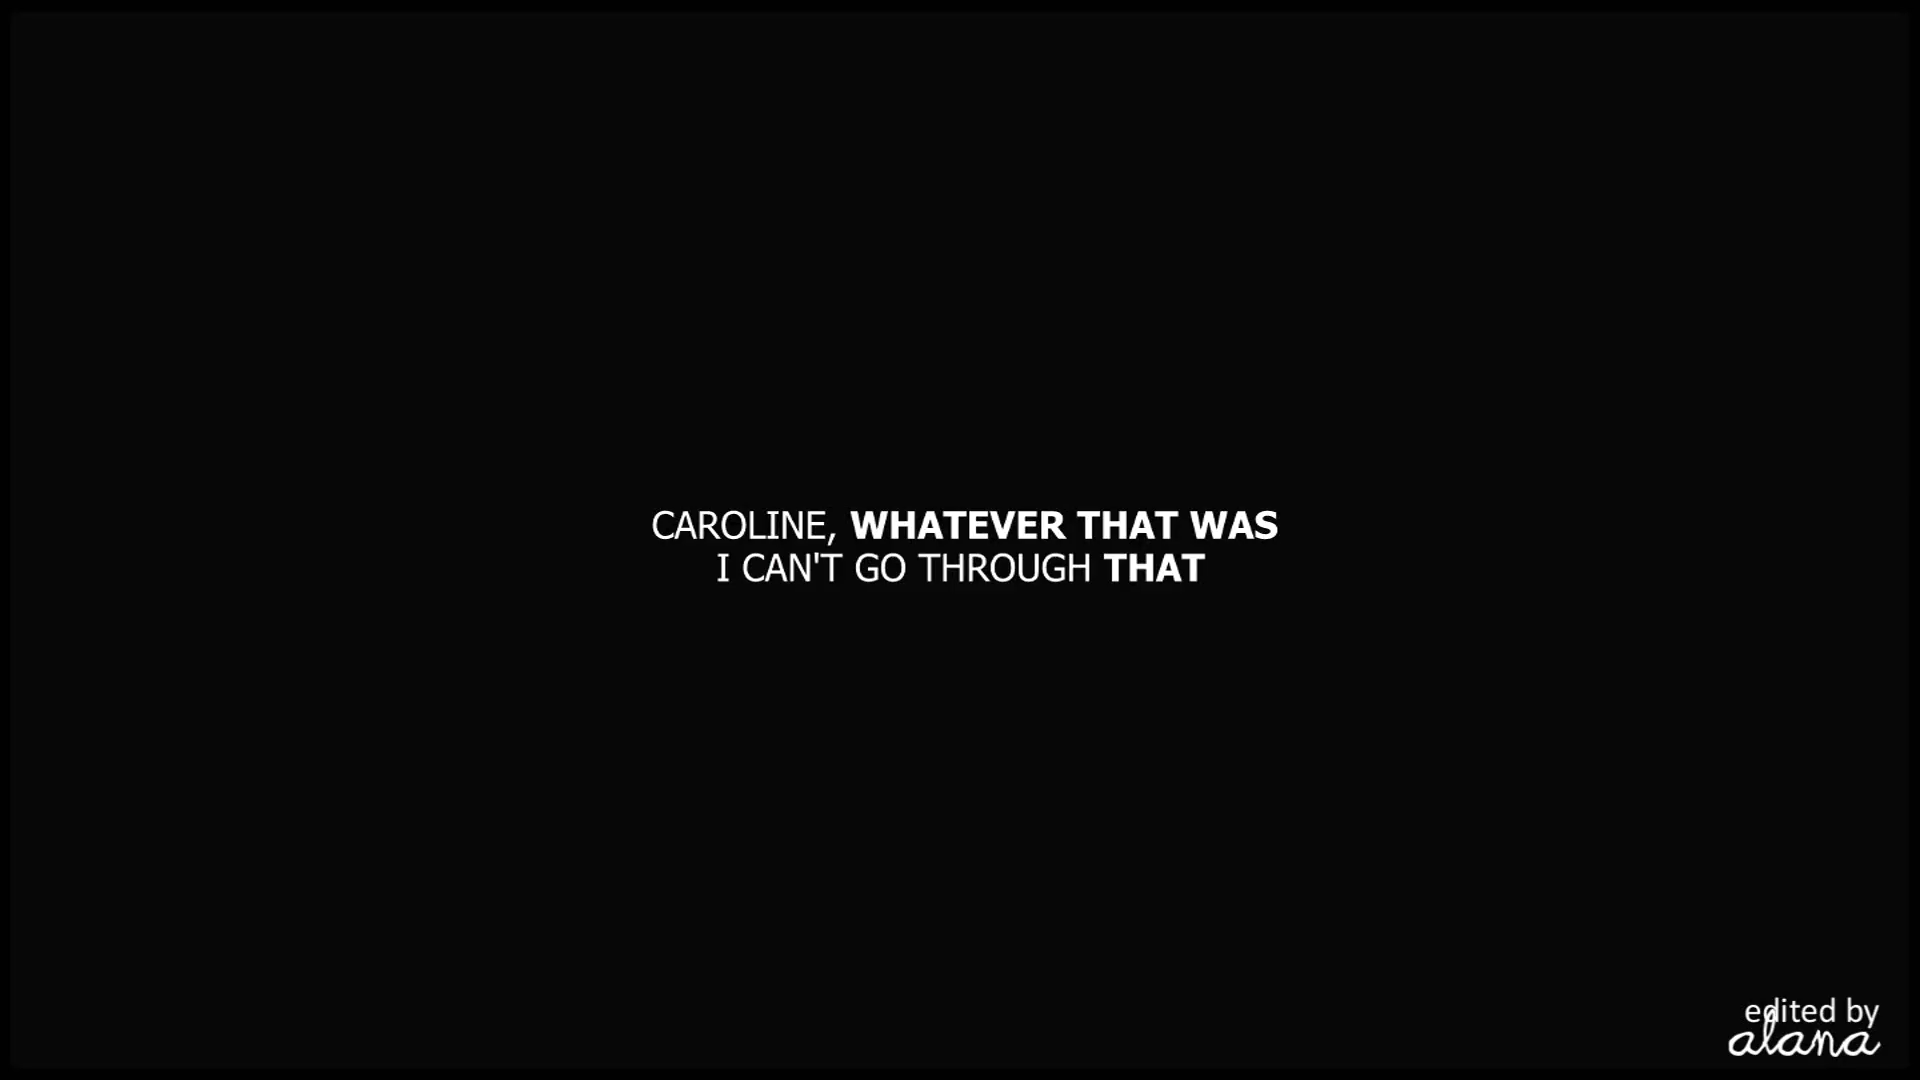 CAROLINE, WHATEVER THAT WAS
I CAN'T GO THROUGH THAT
edited by
alana